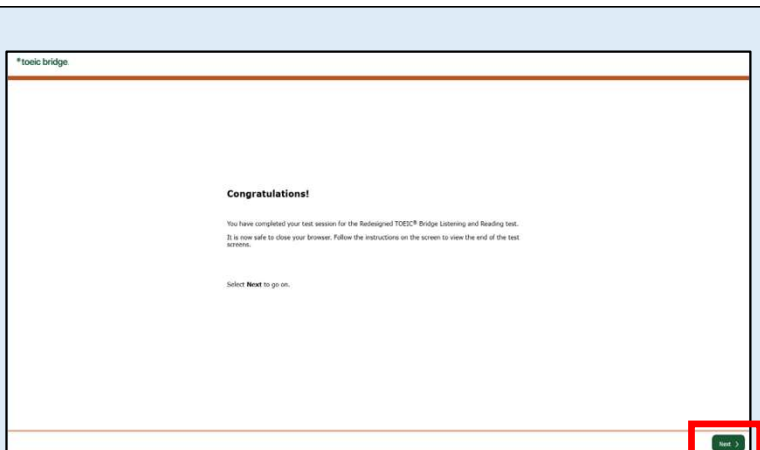 *toeic bridge.
Congratulations!
You have completed your test session for the Redesigned TOEIC® Bridge Listening and Reading test.
It is now safe to close your browser. Follow the instructions on the screen to view the end of the test
screens.
Select Next to go on.
Next >